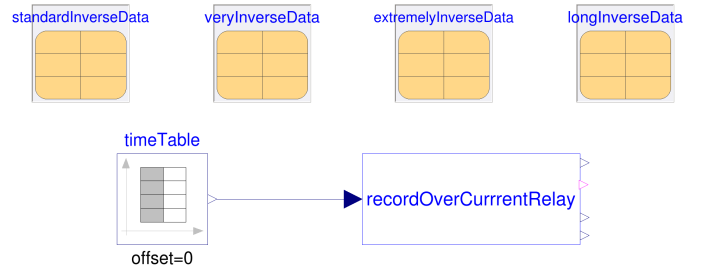 standardInverseData
veryInverseData
extremelyInverseData
longInverseData
timeTable
recordOverCurrrentRelay
offset=0